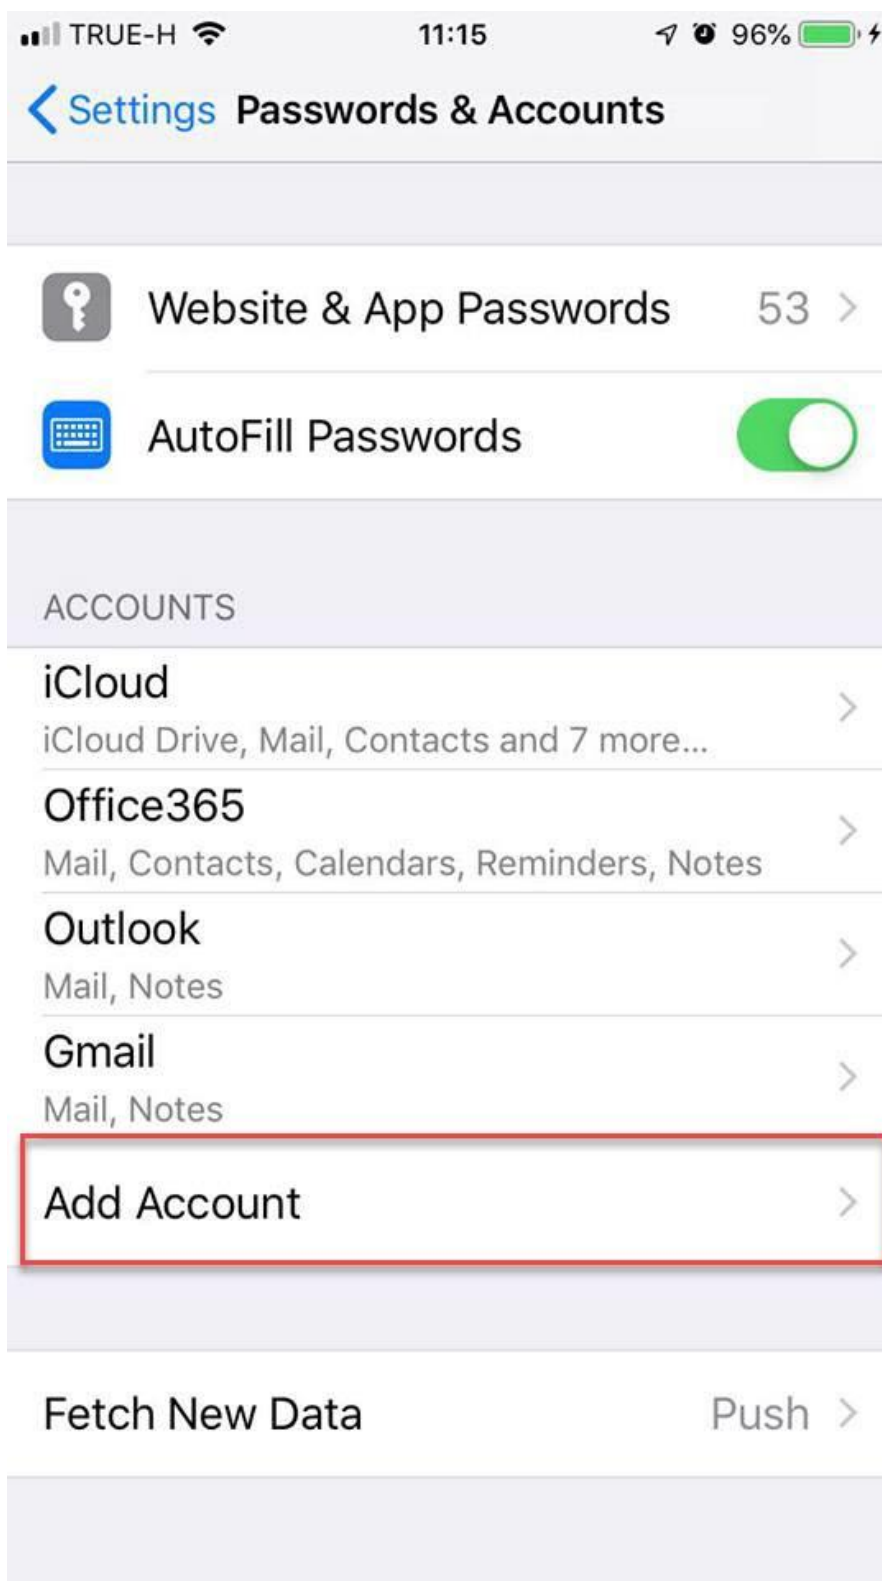 TRUE-H 11:15 96%
Settings Passwords & Accounts
Website & App Passwords 53
AutoFill Passwords
ACCOUNTS
iCloud
iCloud Drive, Mail, Contacts and 7 more...
Office365
Mail, Contacts, Calendars, Reminders, Notes
Outlook
Mail, Notes
Gmail
Mail, Notes
Add Account
Fetch New Data Push